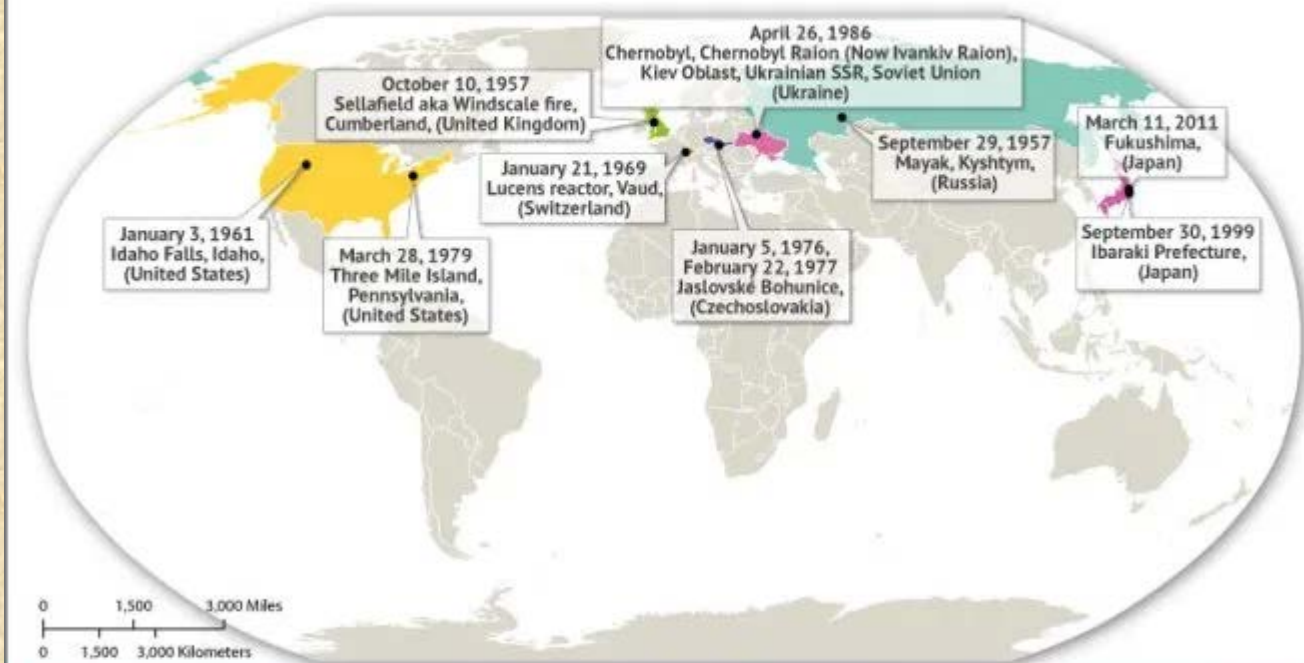 April 26, 1986
Chernobyl, Chernobyl Raion (Now Ivankiv Raion),
Kiev Oblast, Ukrainian SSR, Soviet Union
(Ukraine)
October 10, 1957
Sellafield aka Windscale fire,
Cumberland, (United Kingdom)
March 11, 2011
Fukushima,
(Japan)
September 29, 1957
Mayak, Kyshtym,
(Russia)
January 21, 1969
Lucens reactor, Vaud,
(Switzerland)
January 3, 1961
Idaho Falls, Idaho,
(United States)
March 28, 1979
Three Mile Island,
Pennsylvania,
(United States)
January 5, 1976,
February 22, 1977
Jaslovské Bohunice,
(Czechoslovakia)
September 30, 1999
Ibaraki Prefecture,
(Japan)
0 1,500 3,000 Miles
0 1,500 3,000 Kilometers